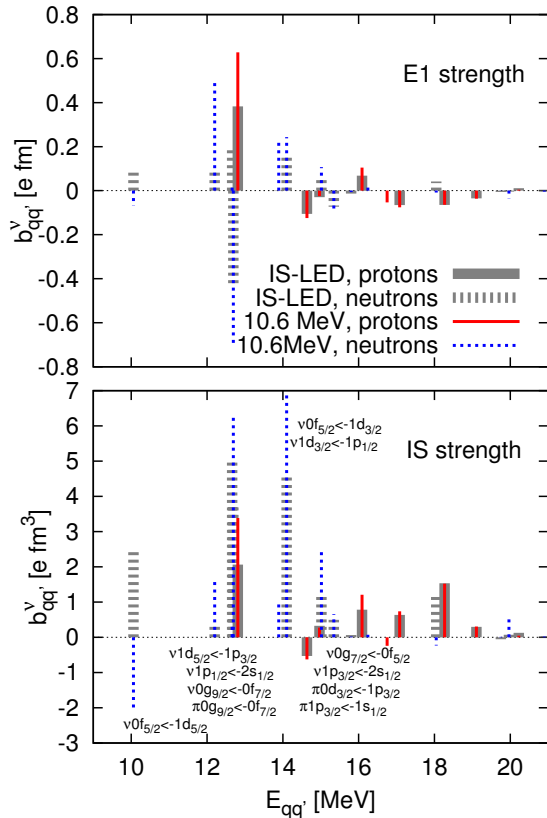 0.8
0.6
0.4
0.2
0
-0.2
-0.4
-0.6
-0.8
b^ν_qq' [e fm]
E1 strength
IS-LED, protons
IS-LED, neutrons
10.6 MeV, protons
10.6MeV, neutrons
7
6
5
4
3
2
1
0
-1
-2
-3
b^ν_qq' [e fm³]
ν0f5/2<-1d3/2
ν1d3/2<-1p1/2
IS strength
ν1d5/2<-1p3/2
ν1p1/2<-2s1/2
ν0g9/2<-0f7/2
π0g9/2<-0f7/2
ν0f5/2<-1d5/2
ν0g7/2<-0f5/2
ν1p3/2<-2s1/2
π0d3/2<-1p3/2
π1p3/2<-1s1/2
10 12 14 16 18 20
E_qq' [MeV]